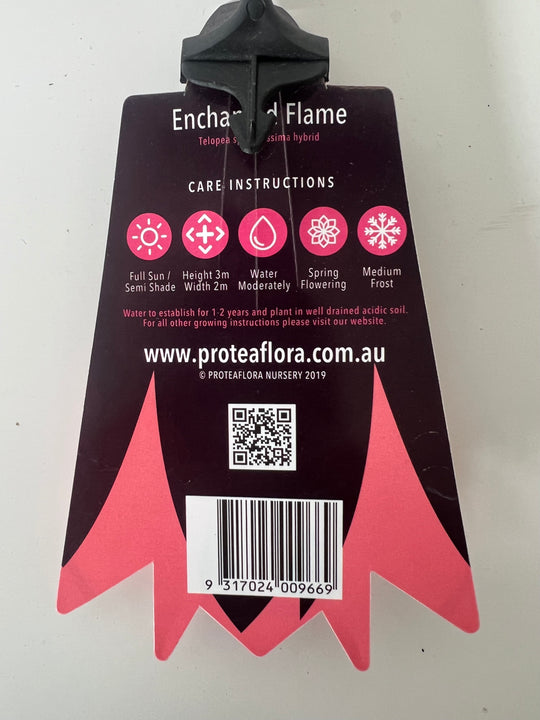 Flame
Telopea hybrid
CARE INSTRUCTIONS
Full Sun /
Semi Shade
Height 3m
Width 2m
Water
Moderately
Spring
Flowering
Medium
Frost
Water to establish for 1-2 years and plant in well drained acidic soil.
For all other growing instructions please visit our website.
www.proteaflora.com.au
© PROTEAFLORA NURSERY 2019
9 317024 009669